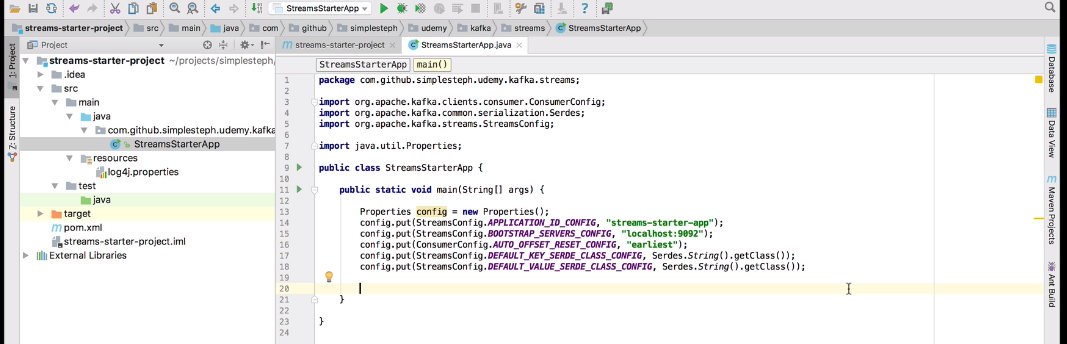 StreamsStarterApp
streams-starter-project
src
main
java
com
github
simplesteph
udemy
kafka
streams
StreamsStarterApp
Project
streams-starter-project
StreamsStarterApp.java
1: Project
7: Structure
streams-starter-project ~/projects/simplesteph/
.idea
src
main
java
com.github.simplesteph.udemy.kafka
StreamsStarterApp
resources
log4j.properties
test
java
target
pom.xml
streams-starter-project.iml
External Libraries
StreamsStarterApp main()
1 package com.github.simplesteph.udemy.kafka.streams;
2
3 import org.apache.kafka.clients.consumer.ConsumerConfig;
4 import org.apache.kafka.common.serialization.Serdes;
5 import org.apache.kafka.streams.StreamsConfig;
6
7 import java.util.Properties;
8
9 public class StreamsStarterApp {
10
11 public static void main(String[] args) {
12
13 Properties config = new Properties();
14 config.put(StreamsConfig.APPLICATION_ID_CONFIG, "streams-starter-app");
15 config.put(StreamsConfig.BOOTSTRAP_SERVERS_CONFIG, "localhost:9092");
16 config.put(ConsumerConfig.AUTO_OFFSET_RESET_CONFIG, "earliest");
17 config.put(StreamsConfig.DEFAULT_KEY_SERDE_CLASS_CONFIG, Serdes.String().getClass());
18 config.put(StreamsConfig.DEFAULT_VALUE_SERDE_CLASS_CONFIG, Serdes.String().getClass());
19
20
21 }
22
23 }
24
Database
Data View
Maven Projects
Ant Build